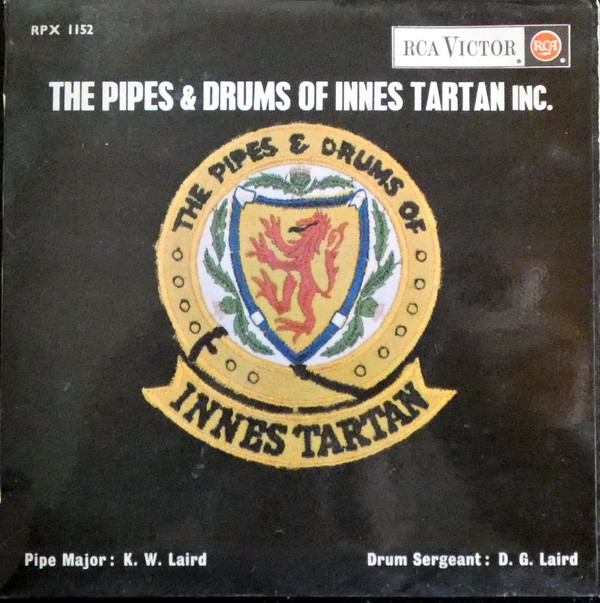 RPX 1152
RCA VICTOR
RCA
THE PIPES & DRUMS OF INNES TARTAN INC.
THE PIPES & DRUMS OF
INNES TARTAN
Pipe Major: K. W. Laird
Drum Sergeant: D. G. Laird